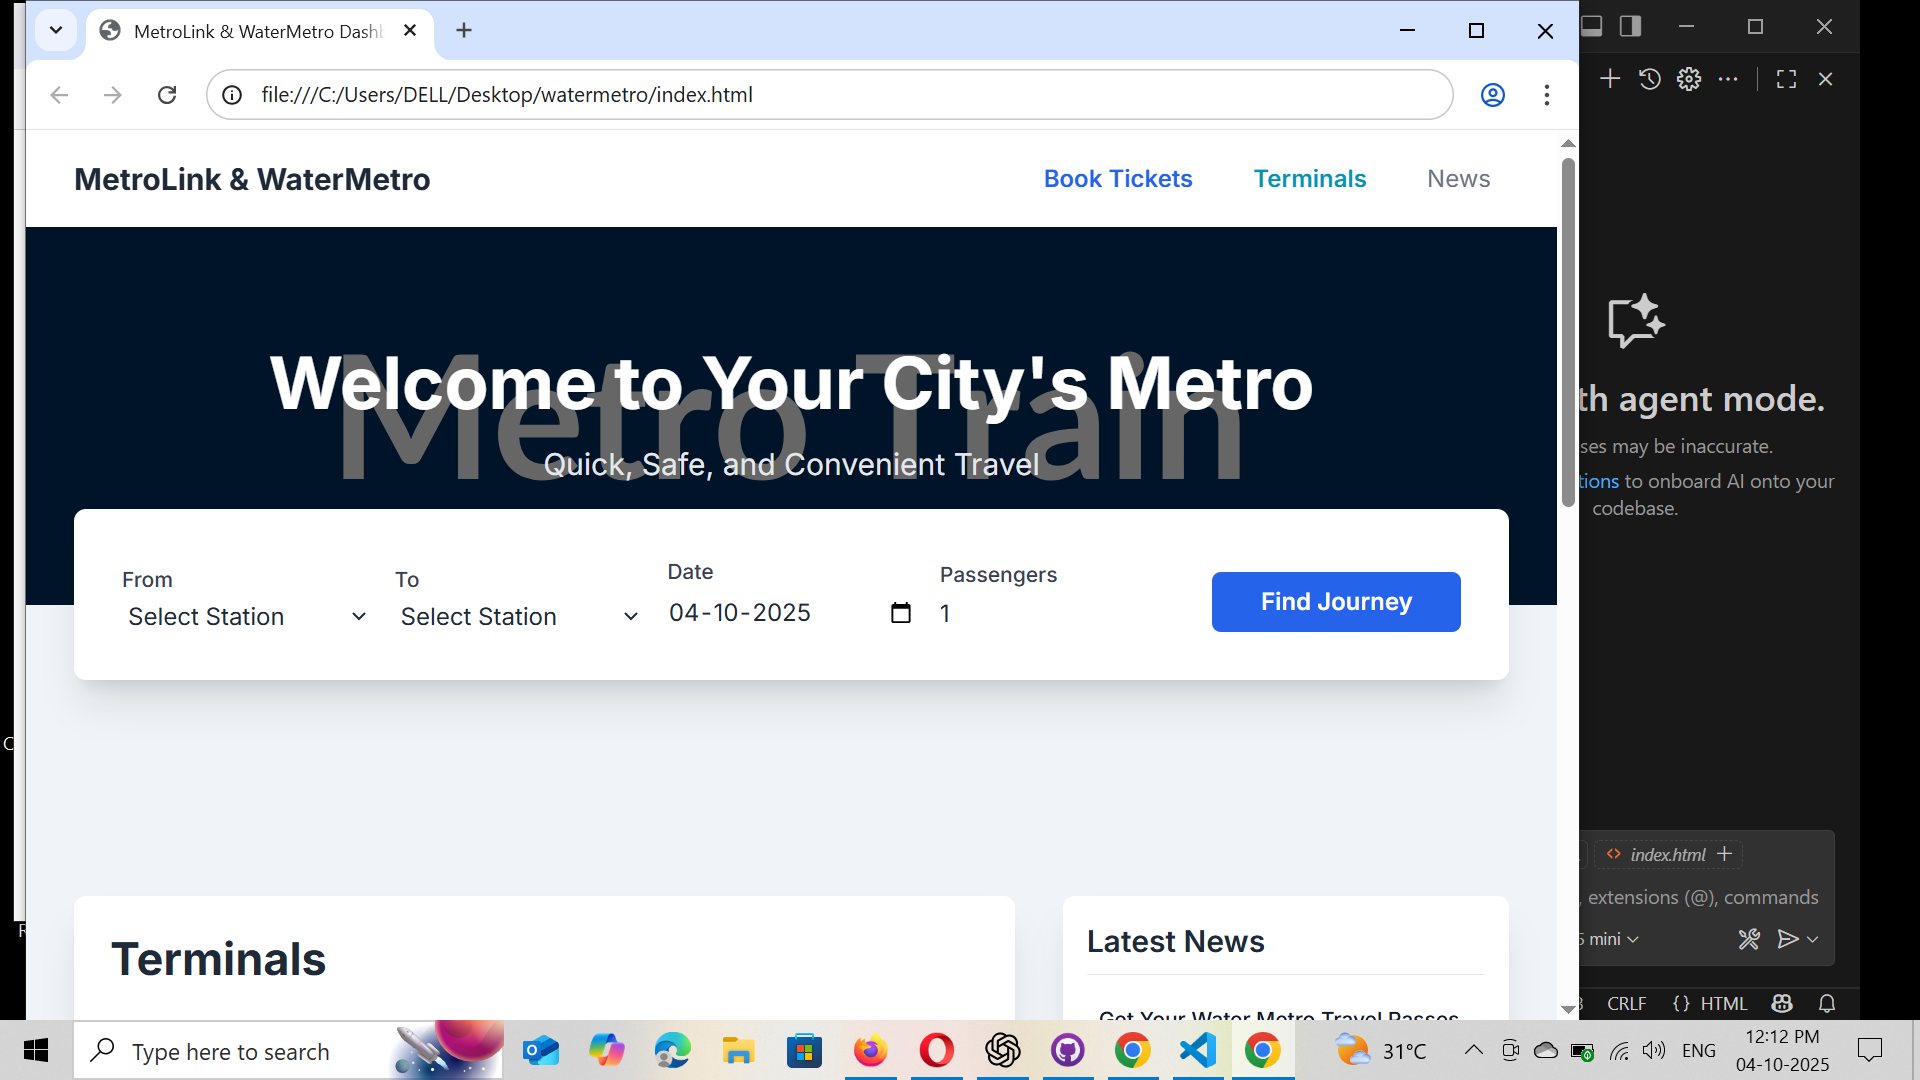 MetroLink & WaterMetro Dashb
file:///C:/Users/DELL/Desktop/watermetro/index.html
MetroLink & WaterMetro
Book Tickets
Terminals
News
Metro Train
Welcome to Your City's Metro
Quick, Safe, and Convenient Travel
From
Select Station
To
Select Station
Date
04-10-2025
Passengers
1
Find Journey
Terminals
Latest News
Get Your Water Metro Travel Passes
th agent mode.
ses may be inaccurate.
tions to onboard AI onto your
codebase.
index.html
, extensions (@), commands
5 mini
CRLF
{ } HTML
Type here to search
31°C
ENG
12:12 PM
04-10-2025